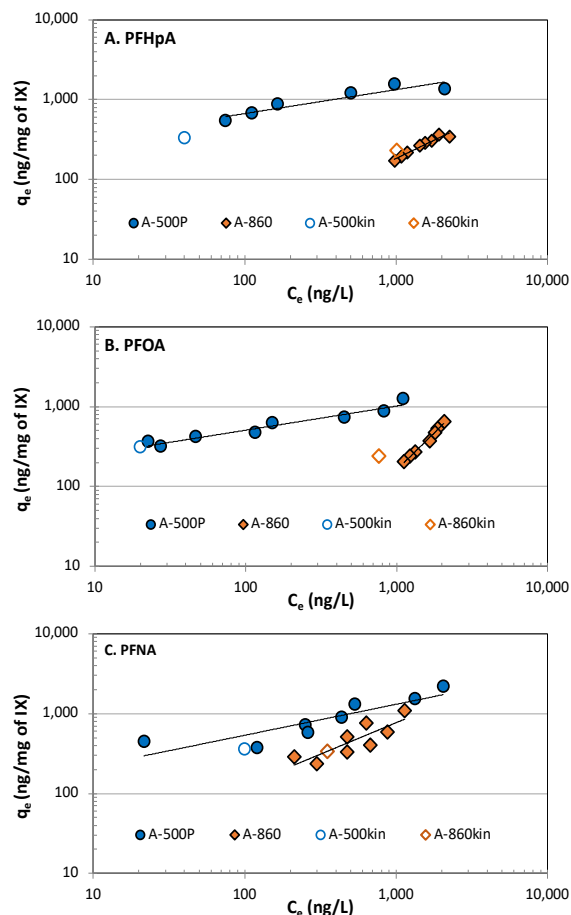 A. PFHpA
10,000
1,000
100
10
q_e (ng/mg of IX)
A-500P A-860 A-500kin A-860kin
10 100 1,000 10,000
C_e (ng/L)
B. PFOA
10,000
1,000
100
10
q_e (ng/mg of IX)
A-500P A-860 A-500kin A-860kin
10 100 1,000 10,000
C_e (ng/L)
C. PFNA
10,000
1,000
100
10
q_e (ng/mg of IX)
A-500P A-860 A-500kin A-860kin
10 100 1,000 10,000
C_e (ng/L)